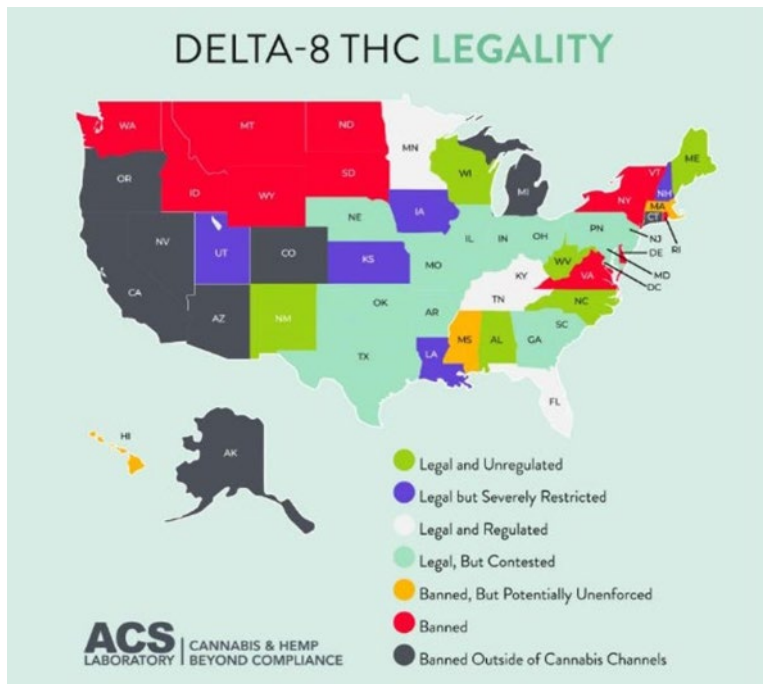 DELTA-8 THC LEGALITY
WA
MT
ND
MN
OR
ID
WY
SD
WI
MI
VT
ME
NY
NH
MA
CT
RI
NV
UT
CO
NE
IA
IL
IN
OH
PN
NJ
DE
MD
DC
CA
KS
MO
KY
WV
VA
AZ
NM
OK
AR
TN
NC
SC
TX
LA
MS
AL
GA
FL
HI
AK
Legal and Unregulated
Legal but Severely Restricted
Legal and Regulated
Legal, But Contested
Banned, But Potentially Unenforced
Banned
Banned Outside of Cannabis Channels
ACS
LABORATORY
CANNABIS & HEMP
BEYOND COMPLIANCE